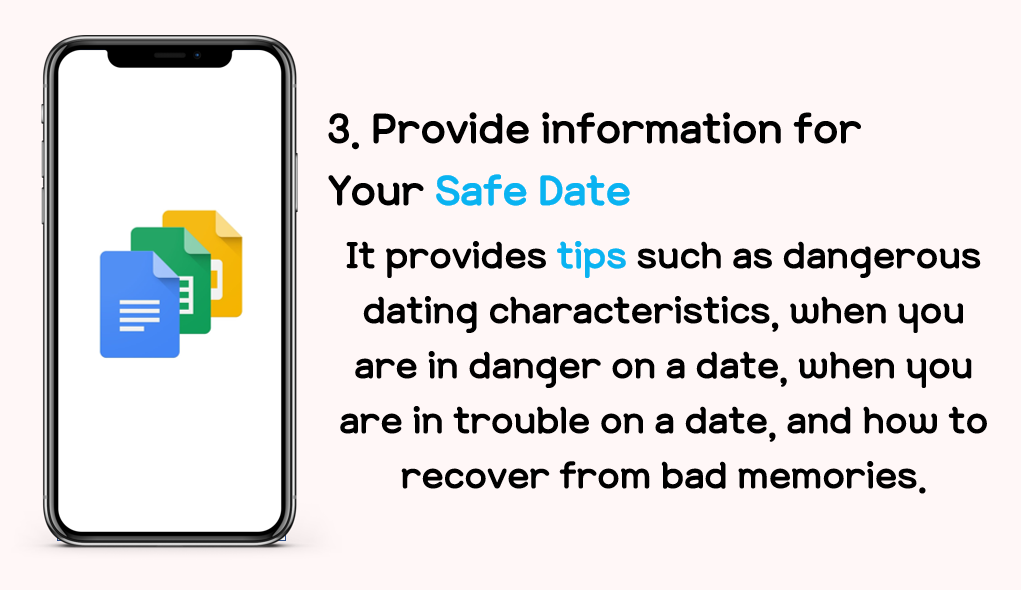 3. Provide information for
Your Safe Date
It provides tips such as dangerous
dating characteristics, when you
are in danger on a date, when you
are in trouble on a date, and how to
recover from bad memories.